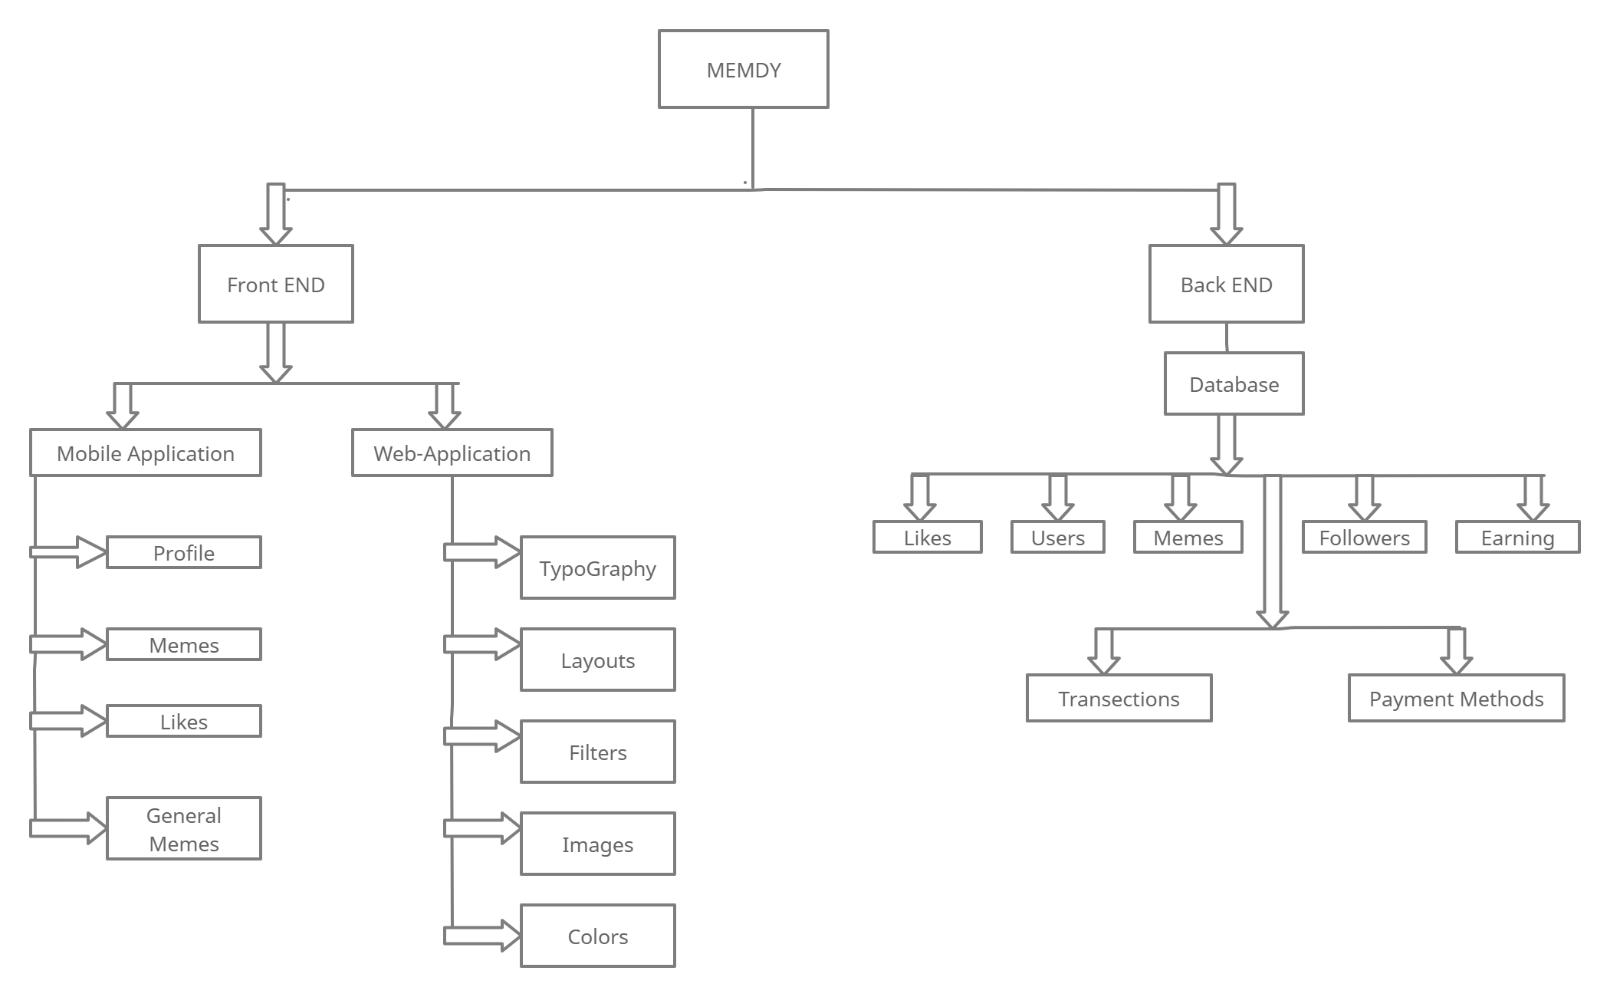 MEMDY
Front END
Back END
Database
Mobile Application
Web-Application
Likes
Users
Memes
Followers
Earning
Profile
TypoGraphy
Memes
Layouts
Transections
Payment Methods
Likes
Filters
General
Memes
Images
Colors